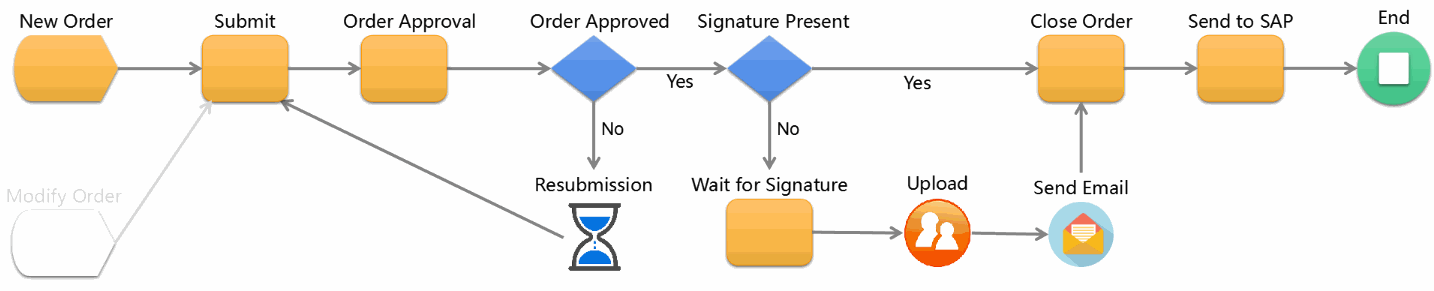 New Order
Submit
Order Approval
Order Approved
Signature Present
Close Order
Send to SAP
End
Yes
Yes
No
No
Modify Order
Resubmission
Wait for Signature
Upload
Send Email